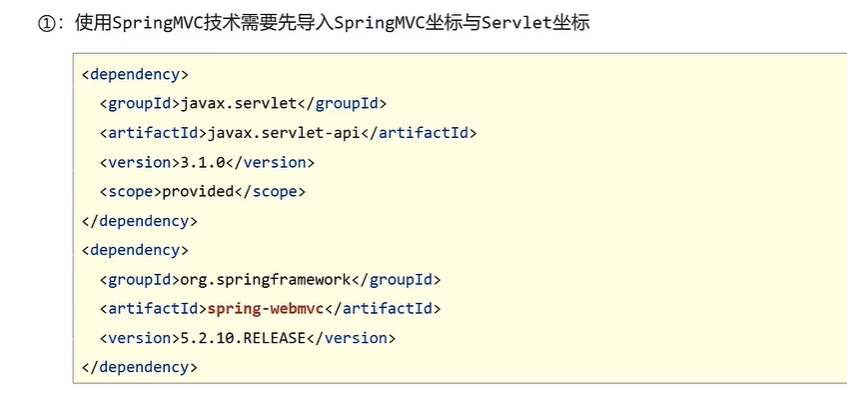 ①：使用SpringMVC技术需要先导入SpringMVC坐标与Servlet坐标
<dependency>
  <groupId>javax.servlet</groupId>
  <artifactId>javax.servlet-api</artifactId>
  <version>3.1.0</version>
  <scope>provided</scope>
</dependency>
<dependency>
  <groupId>org.springframework</groupId>
  <artifactId>spring-webmvc</artifactId>
  <version>5.2.10.RELEASE</version>
</dependency>